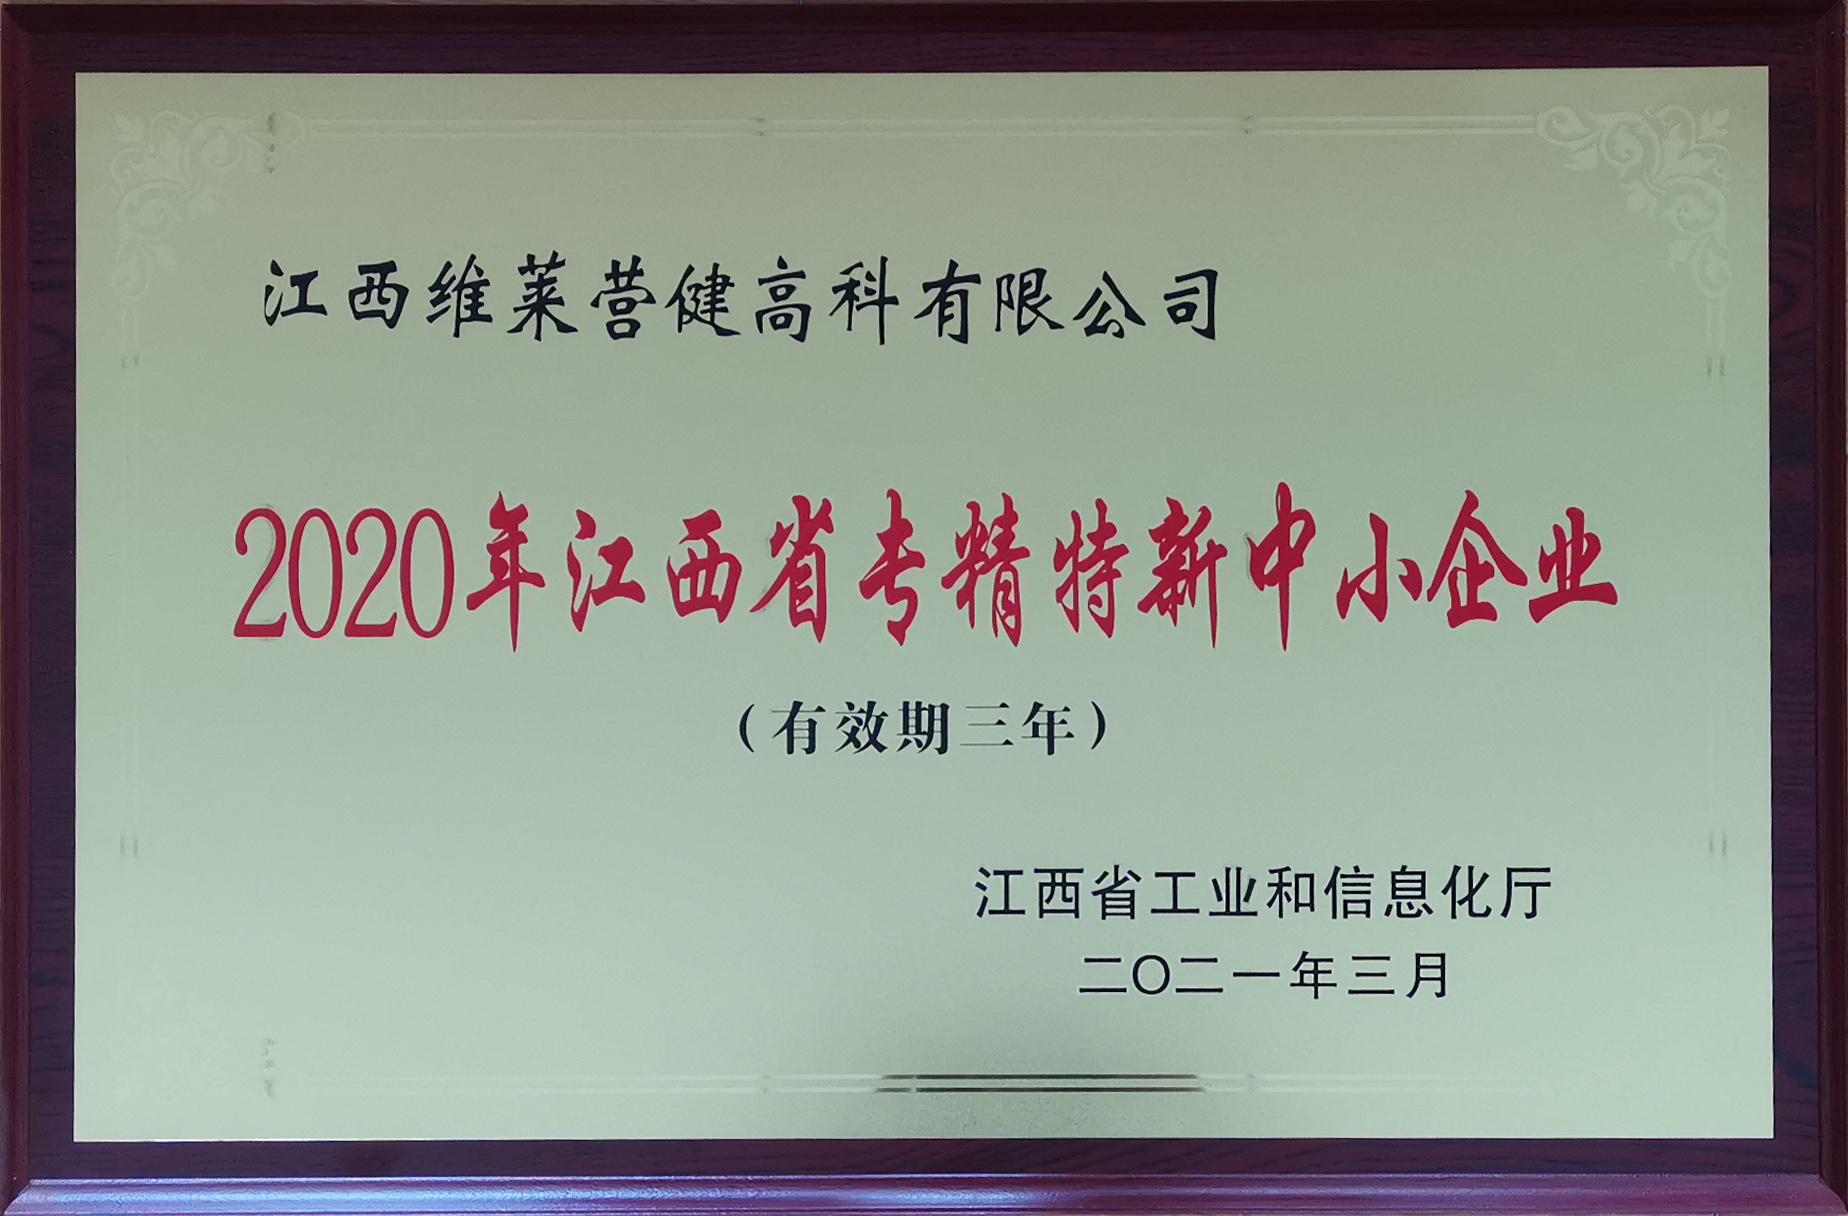 江西维莱营健高科有限公司
2020年江西省专精特新中小企业
（有效期三年）
江西省工业和信息化厅
二〇二一年三月